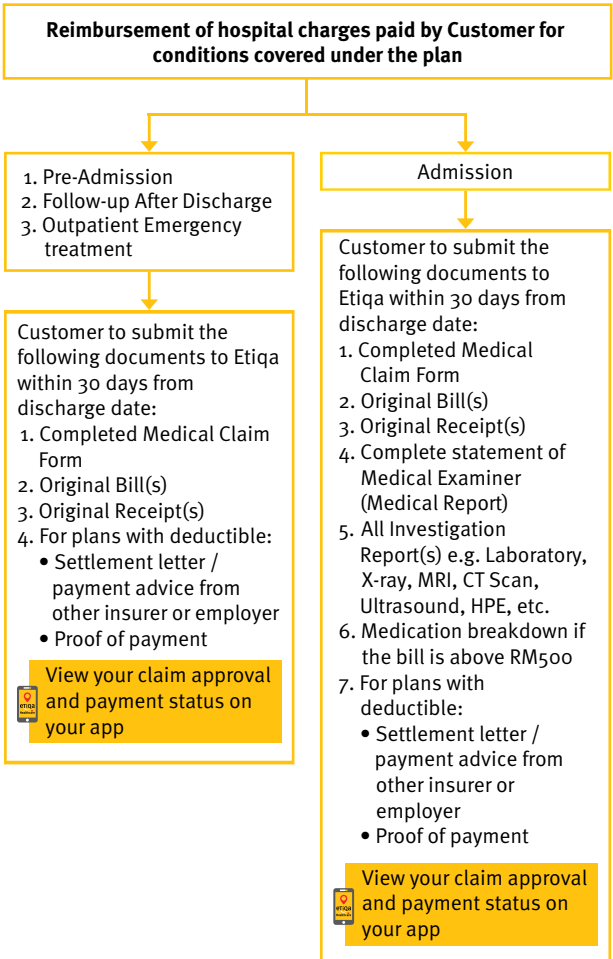 Reimbursement of hospital charges paid by Customer for
conditions covered under the plan
1. Pre-Admission
2. Follow-up After Discharge
3. Outpatient Emergency
treatment
Customer to submit the
following documents to Etiqa
within 30 days from
discharge date:
1. Completed Medical Claim
Form
2. Original Bill(s)
3. Original Receipt(s)
4. For plans with deductible:
• Settlement letter /
payment advice from
other insurer or employer
• Proof of payment
etiqa
View your claim approval
and payment status on
your app
Admission
Customer to submit the
following documents to
Etiqa within 30 days from
discharge date:
1. Completed Medical
Claim Form
2. Original Bill(s)
3. Original Receipt(s)
4. Complete statement of
Medical Examiner
(Medical Report)
5. All Investigation
Report(s) e.g. Laboratory,
X-ray, MRI, CT Scan,
Ultrasound, HPE, etc.
6. Medication breakdown if
the bill is above RM500
7. For plans with
deductible:
• Settlement letter /
payment advice from
other insurer or
employer
• Proof of payment
etiqa
View your claim approval
and payment status on
your app